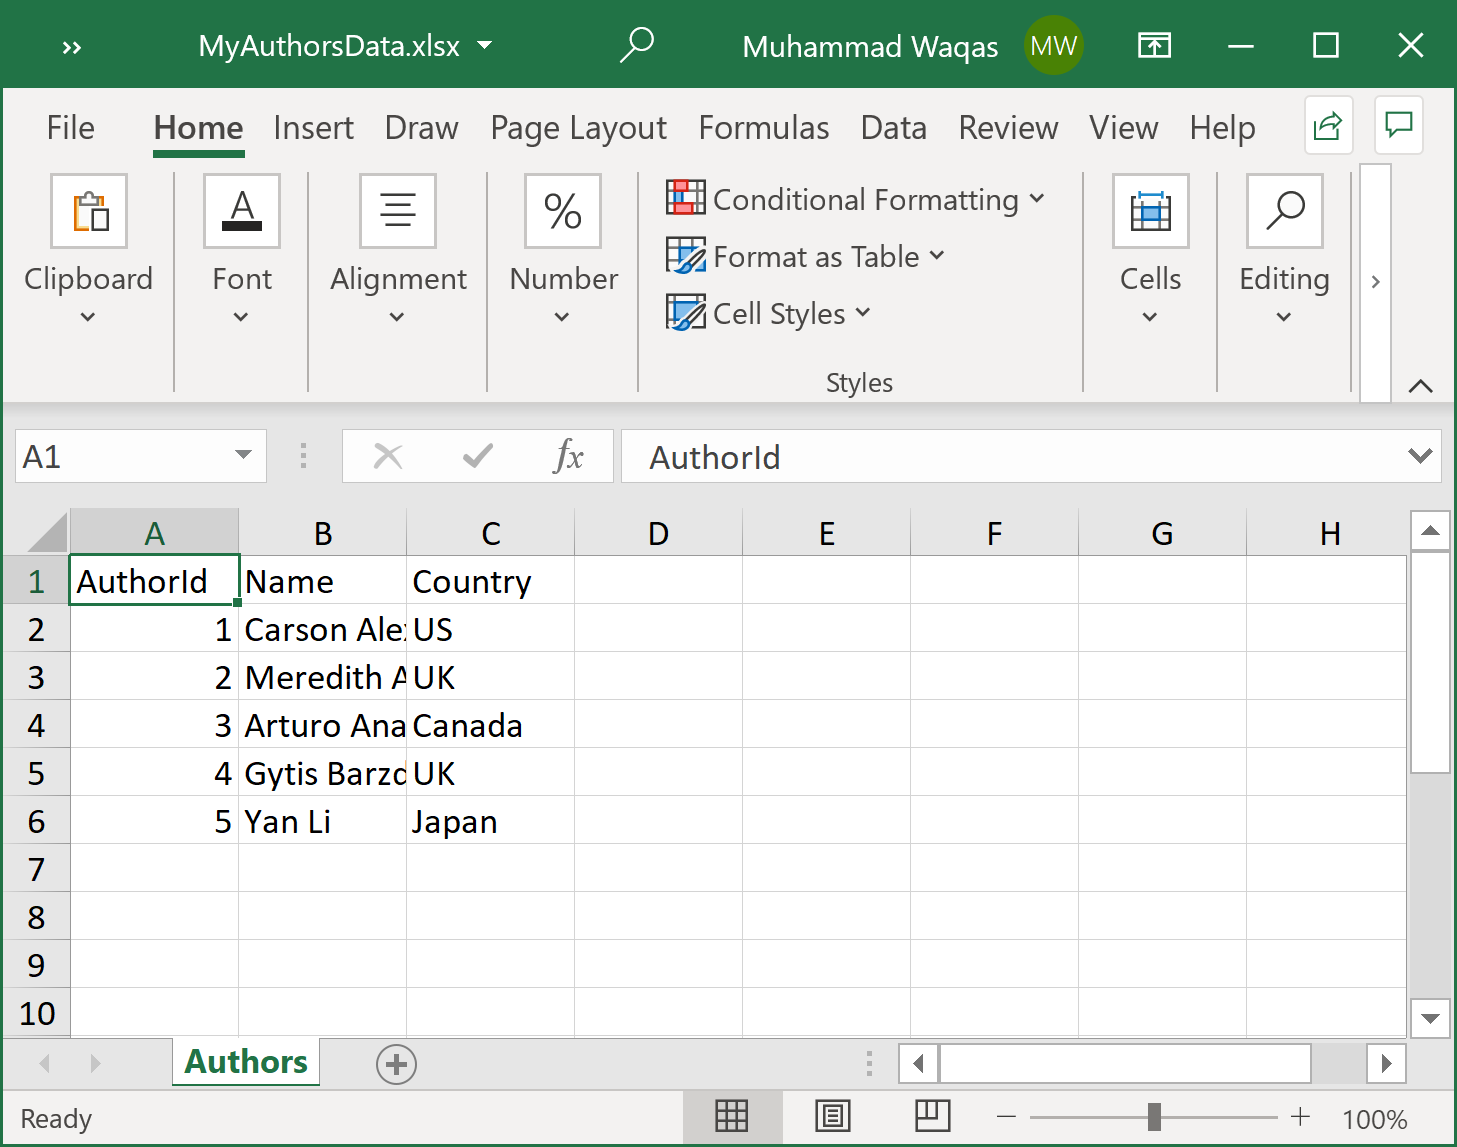 » MyAuthorsData.xlsx Muhammad Waqas MW
File Home Insert Draw Page Layout Formulas Data Review View Help
Clipboard Font Alignment Number Conditional Formatting Format as Table Cell Styles Styles Cells Editing
A1 fx AuthorId
A B C D E F G H
1 AuthorId Name Country
2 1 Carson Ale US
3 2 Meredith A UK
4 3 Arturo Ana Canada
5 4 Gytis Barzd UK
6 5 Yan Li Japan
7
8
9
10
Authors
Ready 100%